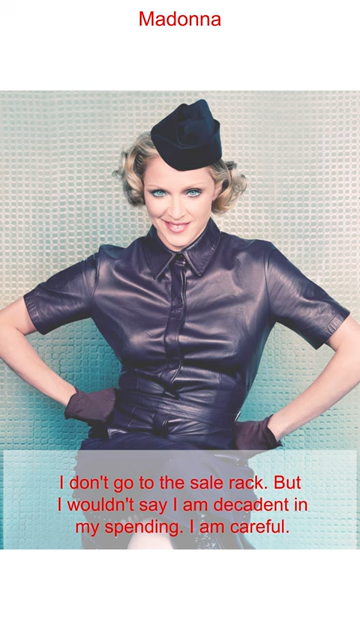 Madonna
I don't go to the sale rack. But
I wouldn't say I am decadent in
my spending. I am careful.